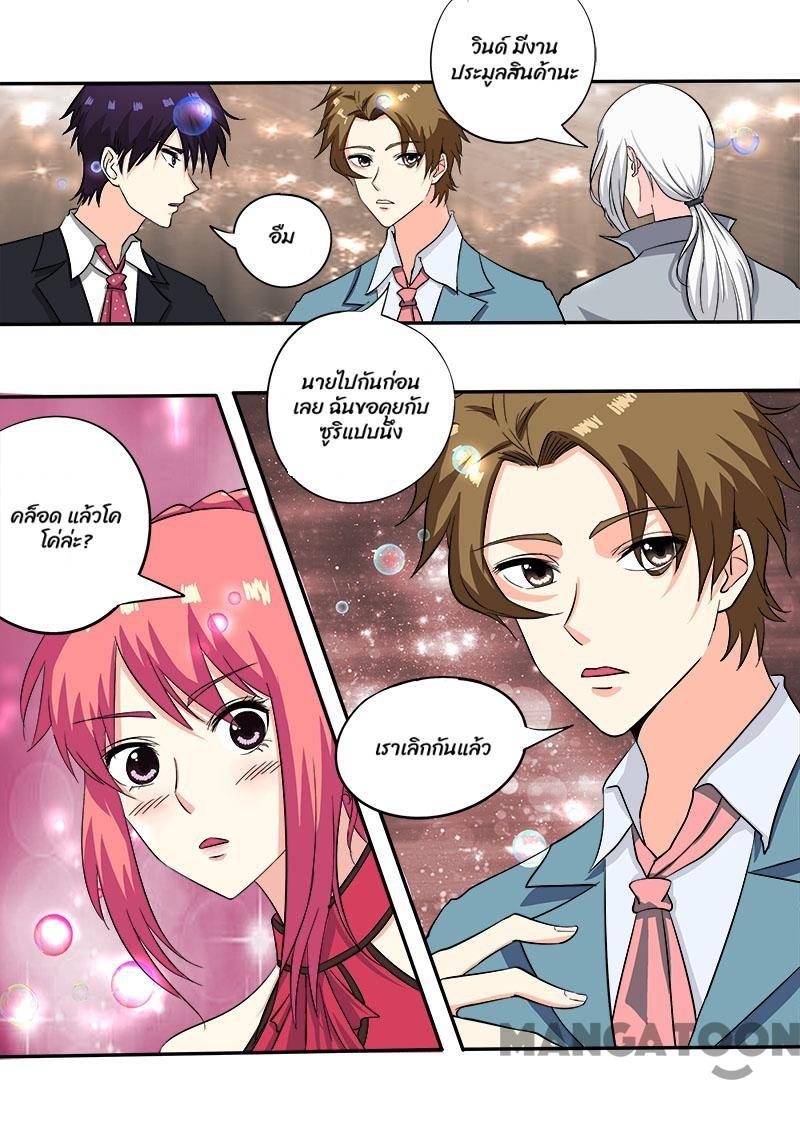 วินด์ มีงาน
ประมูลสินค้านะ
อืม
นายไปกันก่อน
เลย ฉันขอคุยกับ
ซูริแปบนึง
คล็อด แล้วโค
โค่ล่ะ?
เราเลิกกันแล้ว
MANGATOON